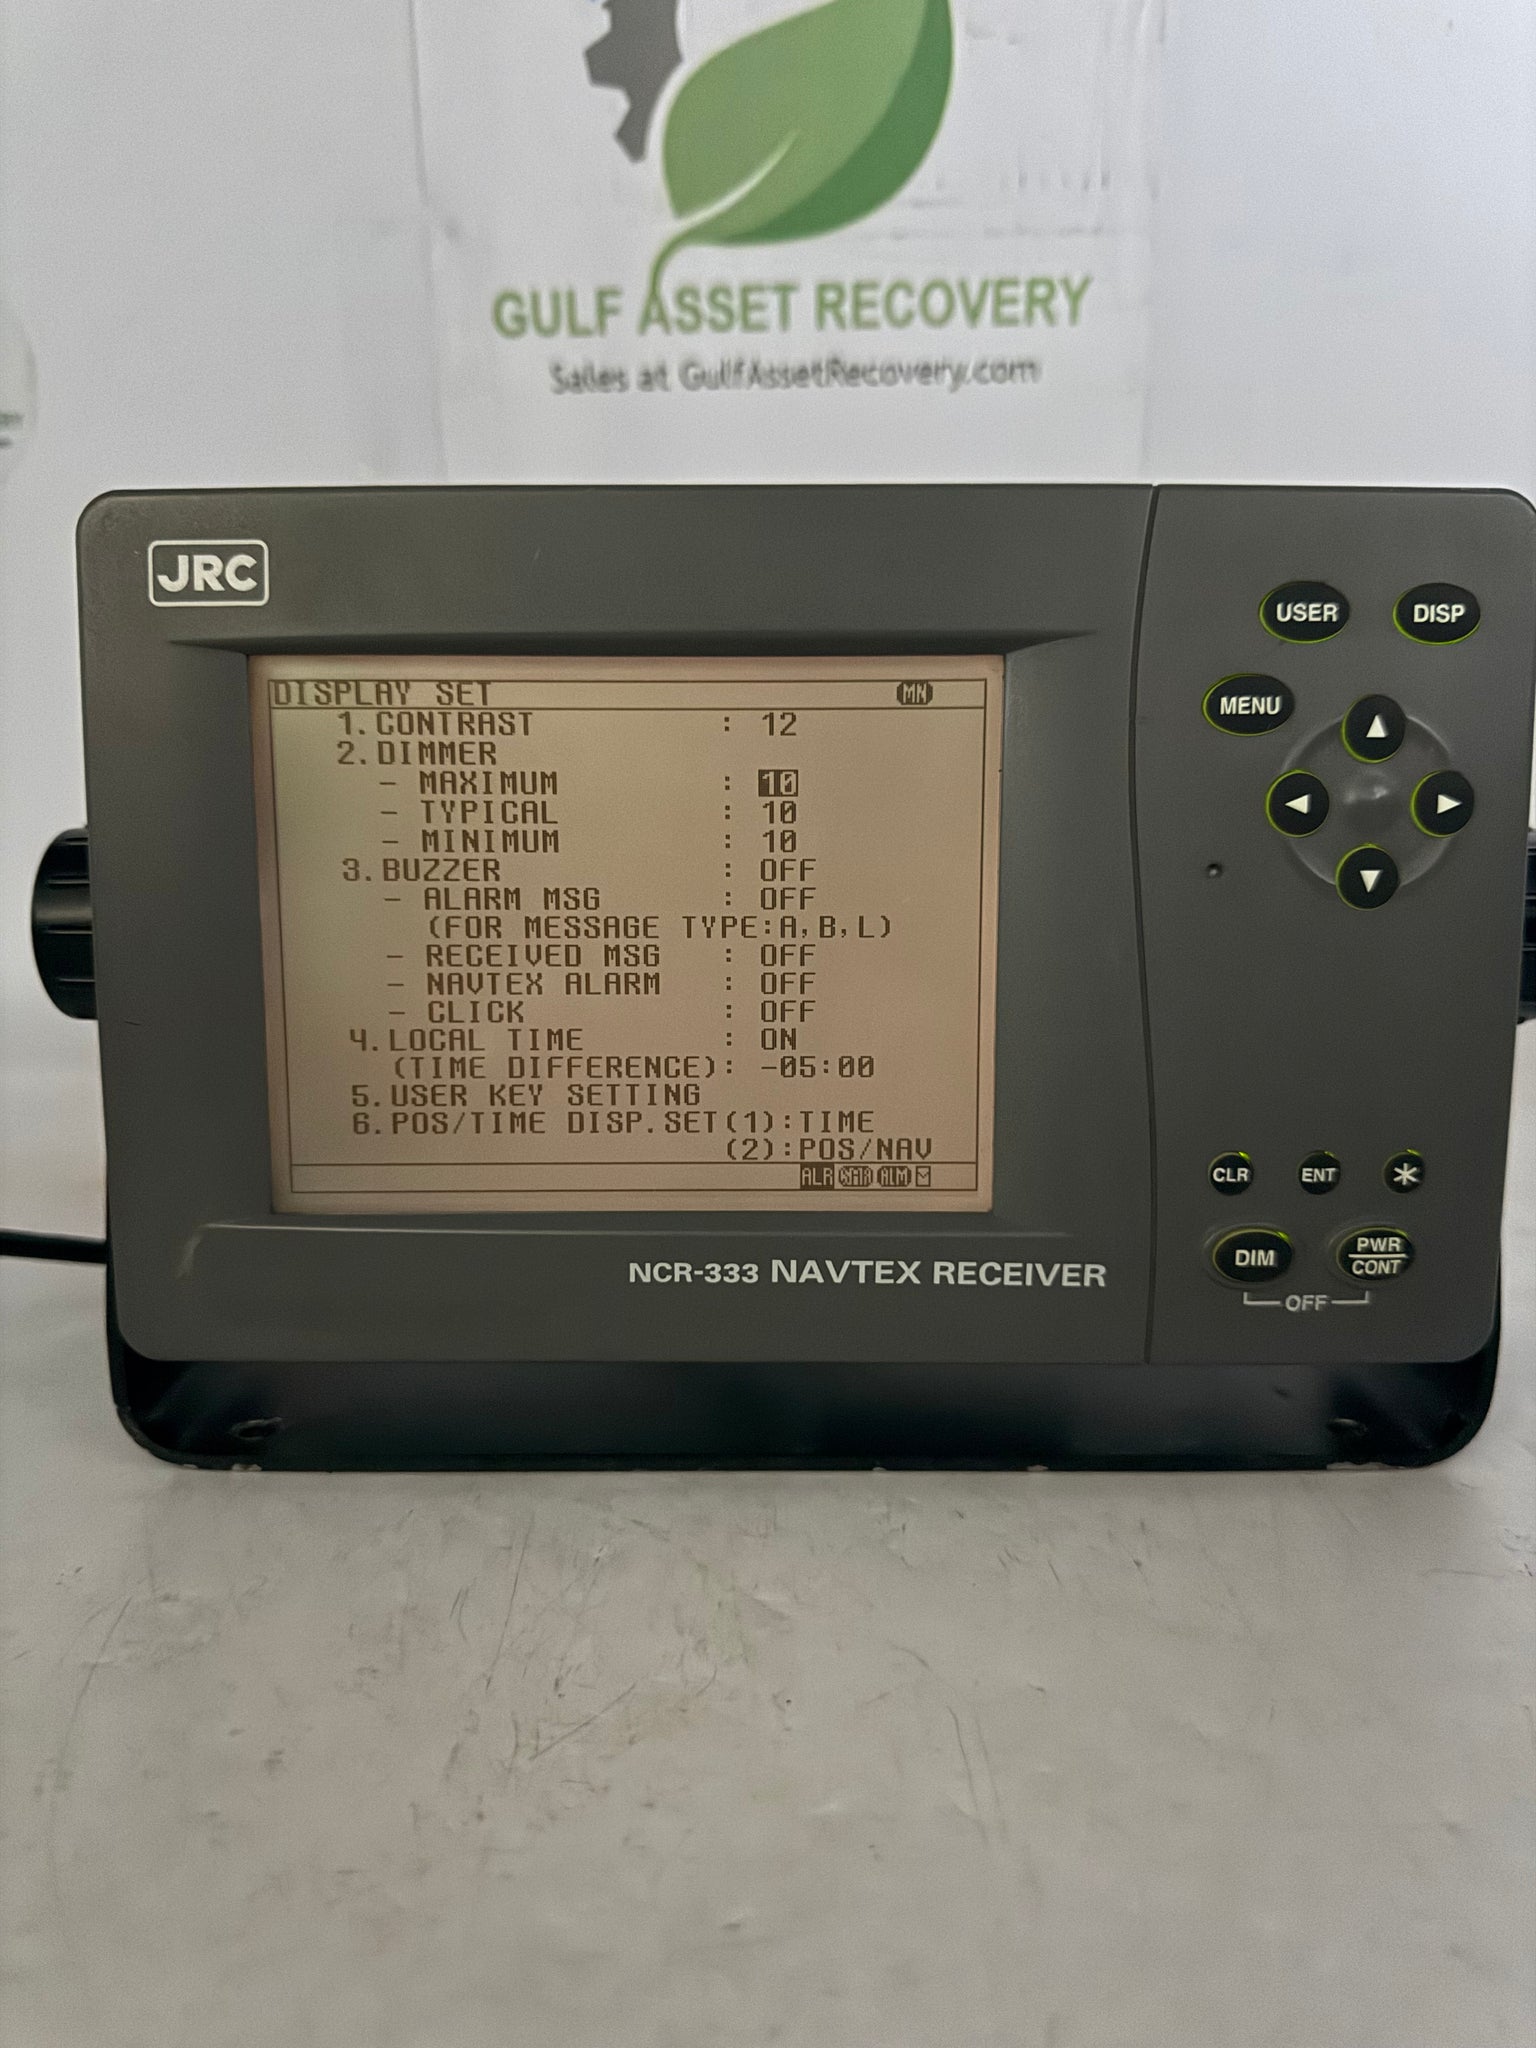 GULF ASSET RECOVERY
Sales at GulfAssetRecovery.com
JRC
USER
DISP
MENU
DISPLAY SET MN
1.CONTRAST : 12
2.DIMMER
- MAXIMUM : 10
- TYPICAL : 10
- MINIMUM : 10
3.BUZZER : OFF
- ALARM MSG : OFF
(FOR MESSAGE TYPE:A,B,L)
- RECEIVED MSG : OFF
- NAVTEX ALARM : OFF
- CLICK : OFF
4.LOCAL TIME : ON
(TIME DIFFERENCE): -05:00
5.USER KEY SETTING
6.POS/TIME DISP.SET(1):TIME
(2):POS/NAV
ALR ALM
CLR ENT *
DIM
PWR
CONT
OFF
NCR-333 NAVTEX RECEIVER